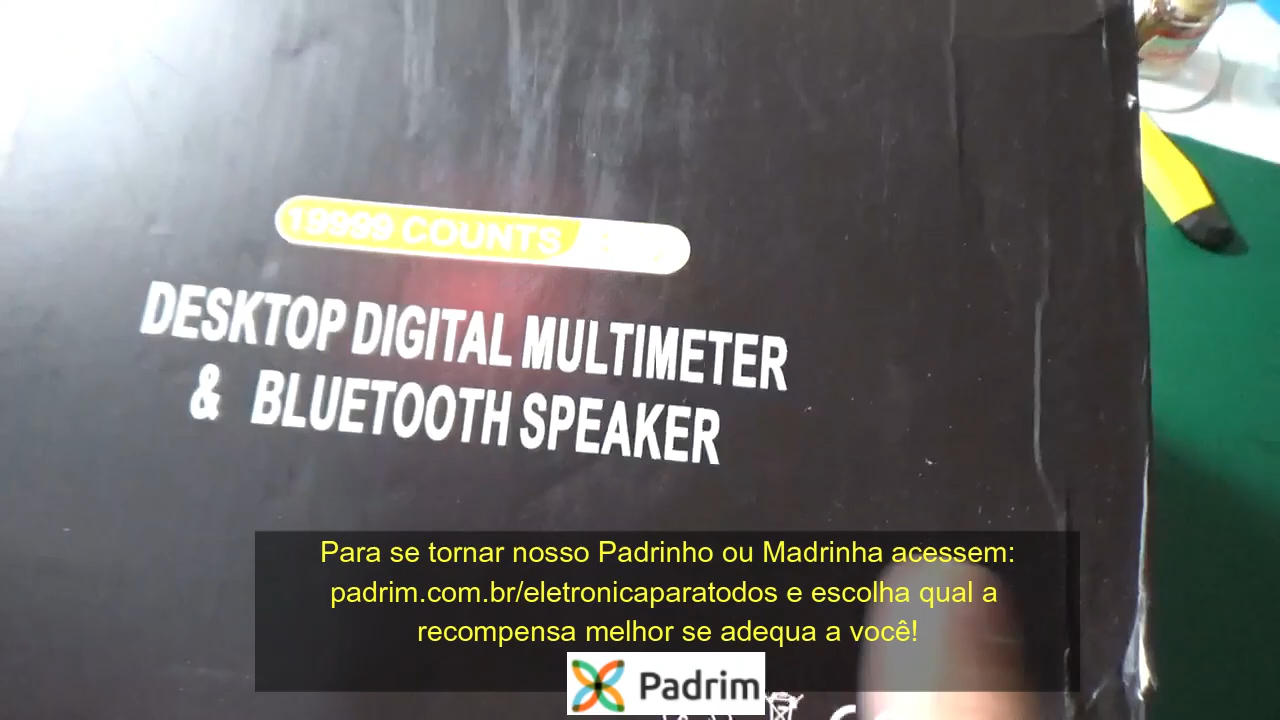 19999 COUNTS
DESKTOP DIGITAL MULTIMETER
& BLUETOOTH SPEAKER
Para se tornar nosso Padrinho ou Madrinha acessem:
padrim.com.br/eletronicaparatodos e escolha qual a
recompensa melhor se adequa a você!
Padrim